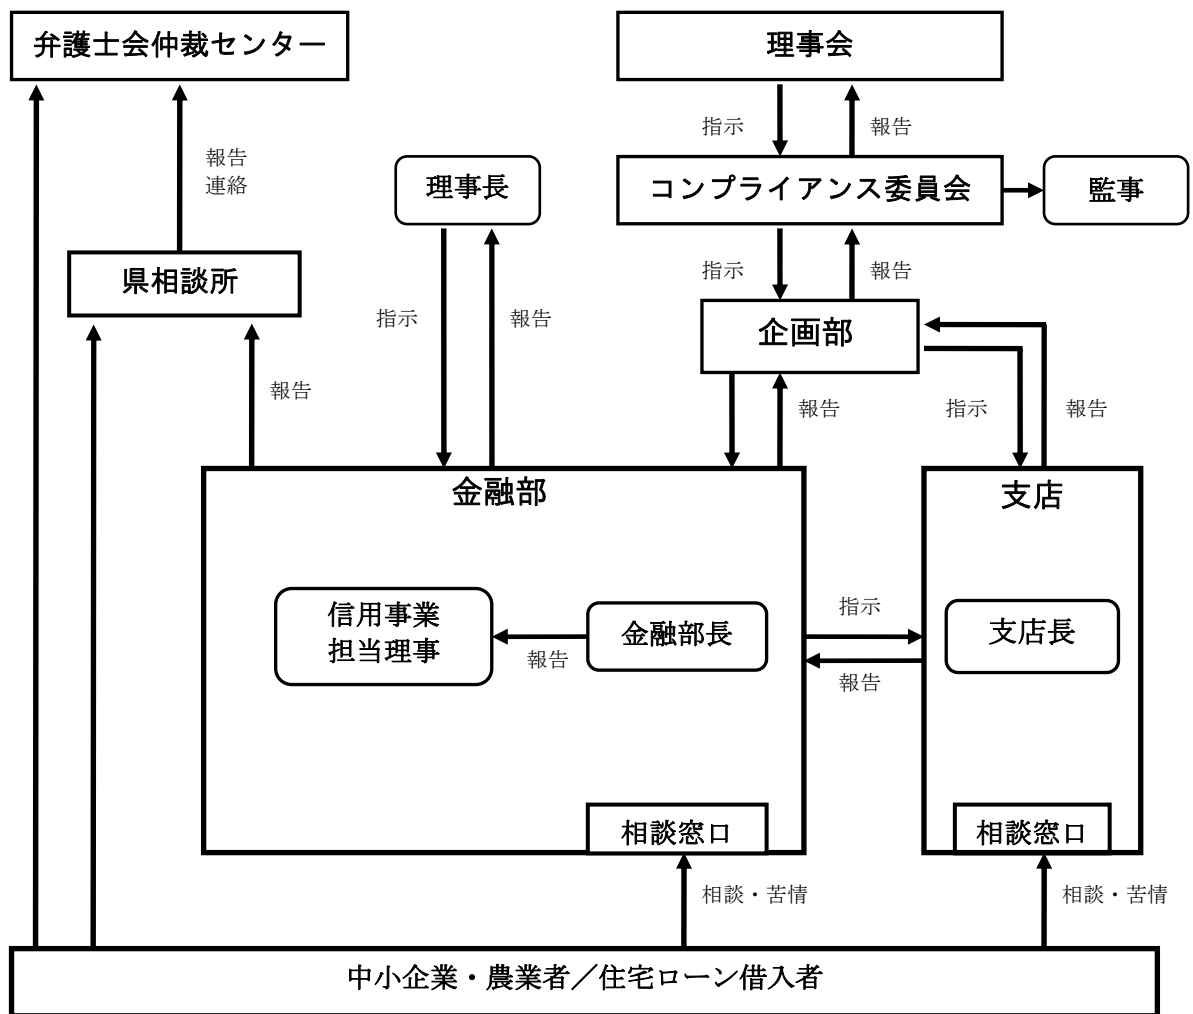 弁護士会仲裁センター
理事会
指示
報告
報告
連絡
理事長
コンプライアンス委員会
監事
県相談所
指示
報告
指示
報告
企画部
報告
報告
指示
報告
金融部
支店
信用事業
担当理事
金融部長
報告
指示
報告
支店長
相談窓口
相談窓口
相談・苦情
相談・苦情
中小企業・農業者／住宅ローン借入者